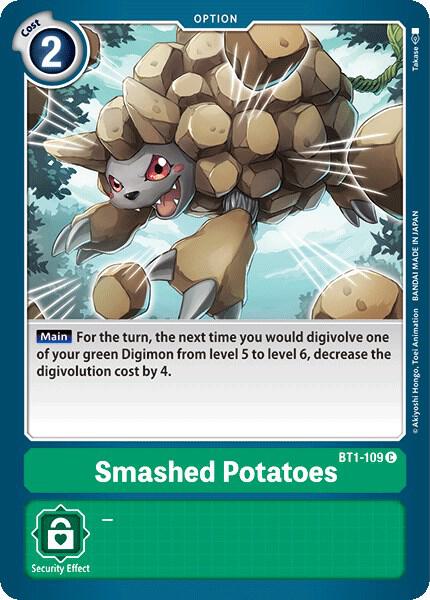 OPTION
Cost
2
Takase
Main For the turn, the next time you would digivolve one
of your green Digimon from level 5 to level 6, decrease the
digivolution cost by 4.
© Akiyoshi Hongo, Toei Animation BANDAI MADE IN JAPAN
BT1-109 C
Smashed Potatoes
–
Security Effect